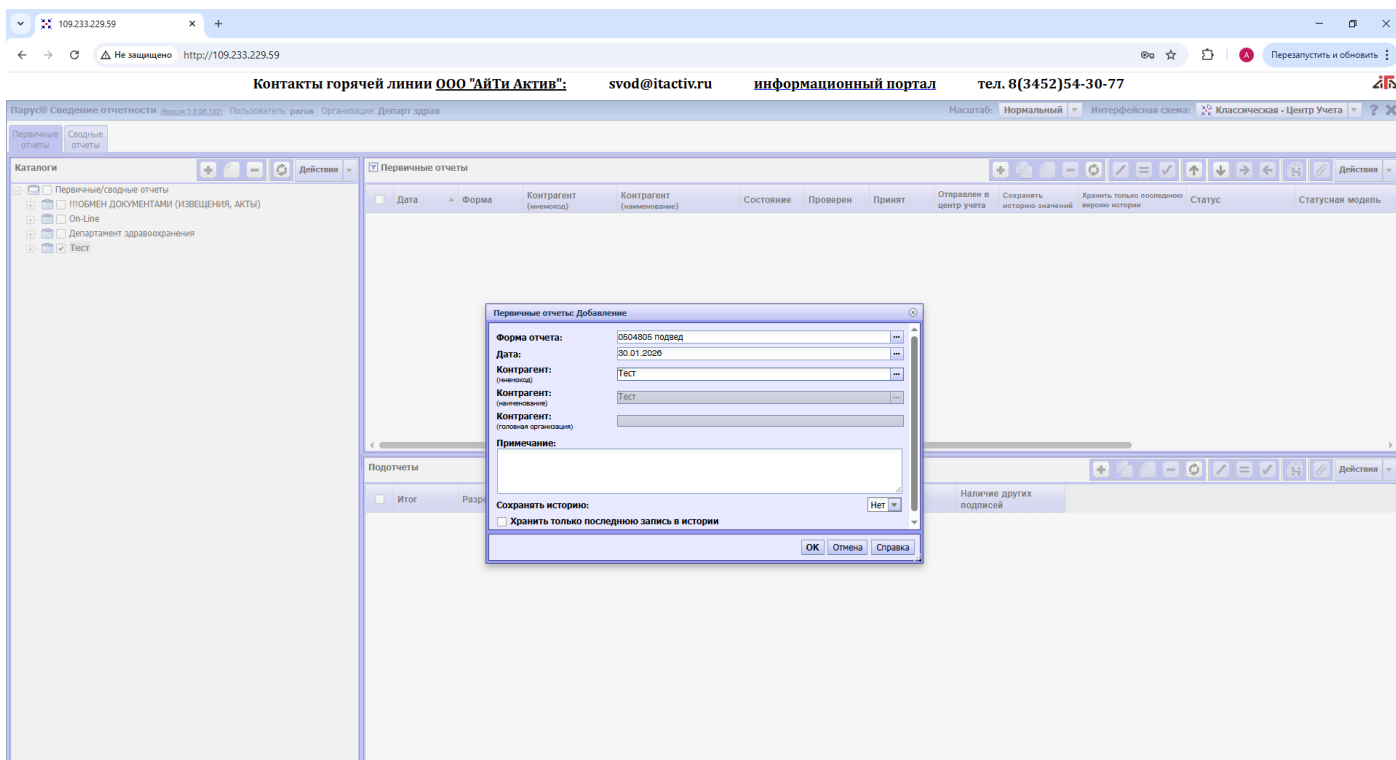 109.233.229.59
Не защищено http://109.233.229.59
Перезапустить и обновить
Контакты горячей линии ООО "АйТи Актив": svod@itactiv.ru информационный портал тел. 8(3452)54-30-77
Парус® Сведение отчетности Пользователь: parus Организация: Департ здрав Масштаб: Нормальный Интерфейсная схема: Классическая - Центр Учета
Первичные отчеты
Сводные отчеты
Каталоги Действия
Первичные/сводные отчеты
!!!ОБМЕН ДОКУМЕНТАМИ (ИЗВЕЩЕНИЯ, АКТЫ)
On-Line
Департамент здравоохранения
Тест
Первичные отчеты Действия
Дата Форма Контрагент (мнемокод) Контрагент (наименование) Состояние Проверен Принят Отправлен в центр учета Сохранять историю значений Хранить только последнюю версию истории Статус Статусная модель
Первичные отчеты: Добавление
Форма отчета: 0504805 подвед
Дата: 30.01.2026
Контрагент: (мнемокод) Тест
Контрагент: (наименование) Тест
Контрагент: (головная организация)
Примечание:
Сохранять историю: Нет
Хранить только последнюю запись в истории
ОК Отмена Справка
Подотчеты Действия
Итог Разр Наличие других подписей